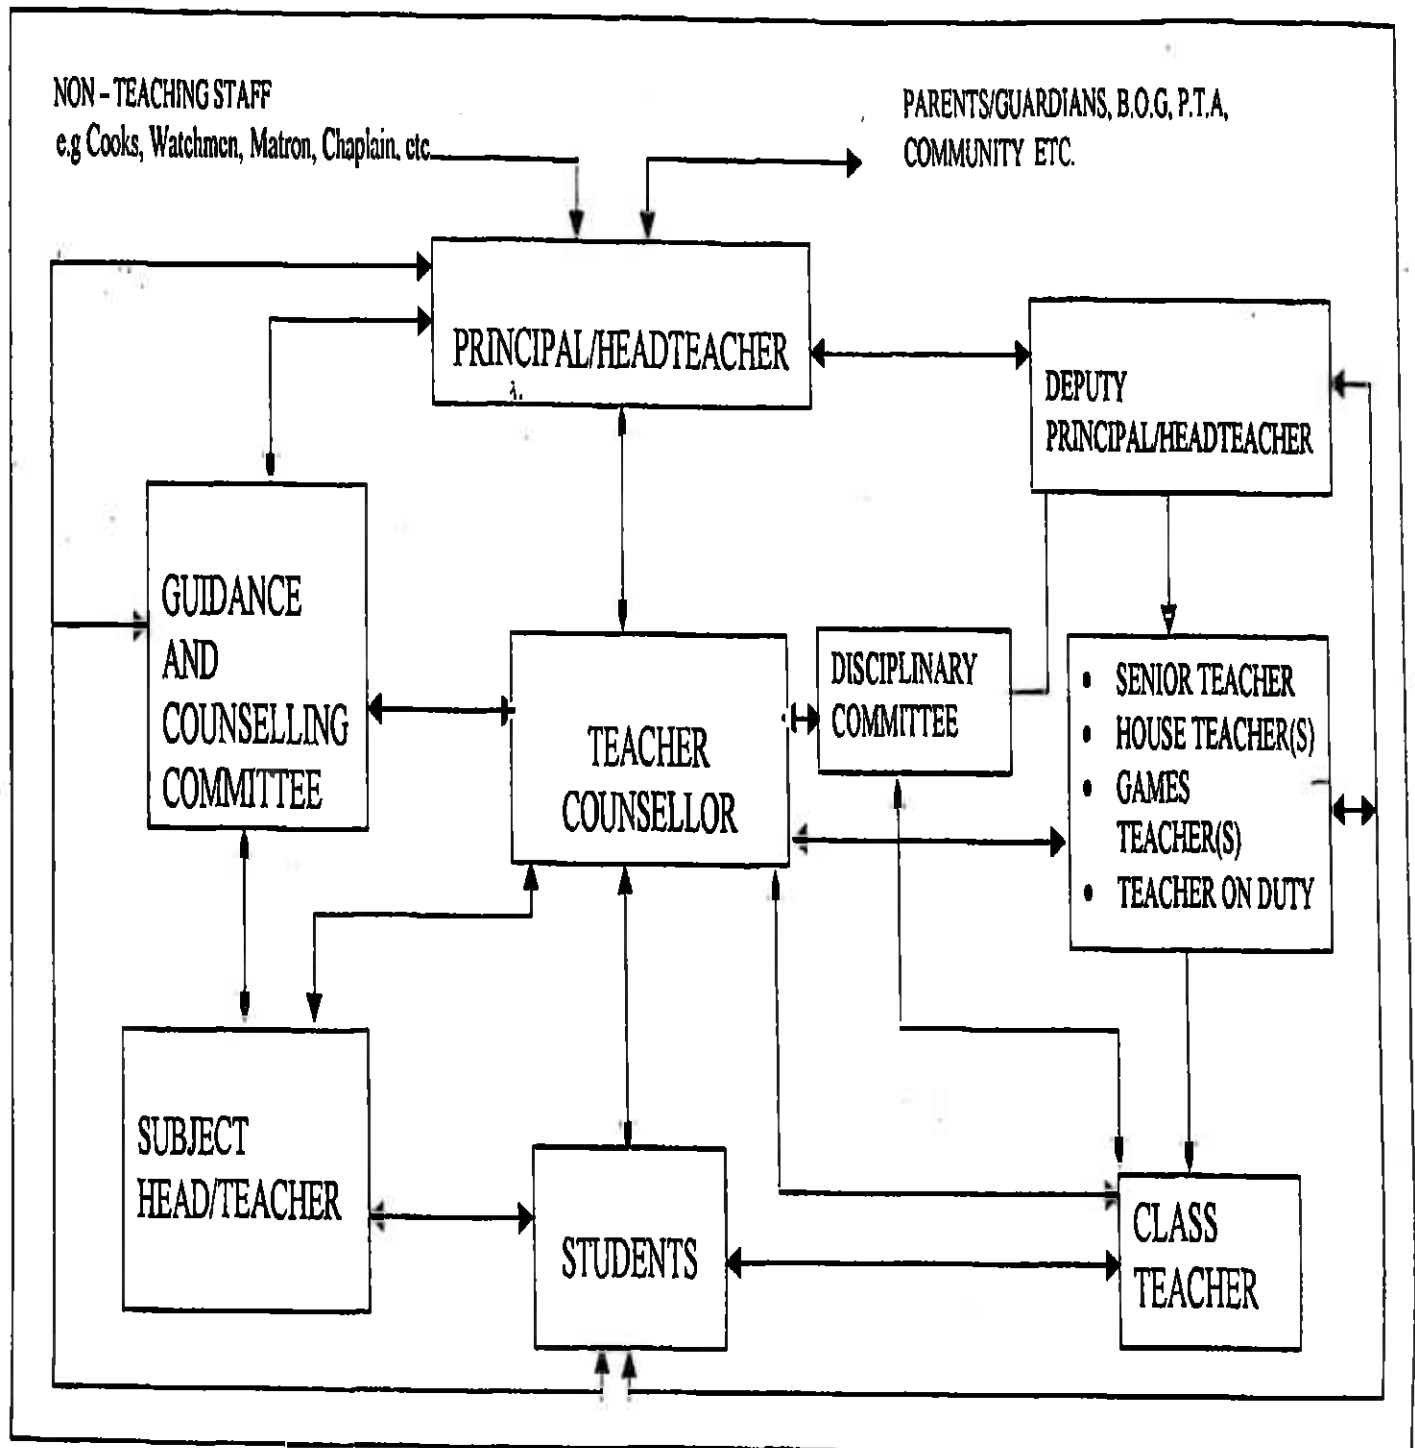 NON – TEACHING STAFF
e.g Cooks, Watchmen, Matron, Chaplain, etc
PARENTS/GUARDIANS, B.O.G, P.T.A,
COMMUNITY ETC.
PRINCIPAL/HEADTEACHER
DEPUTY
PRINCIPAL/HEADTEACHER
GUIDANCE
AND
COUNSELLING
COMMITTEE
TEACHER
COUNSELLOR
DISCIPLINARY
COMMITTEE
• SENIOR TEACHER
• HOUSE TEACHER(S)
• GAMES
TEACHER(S)
• TEACHER ON DUTY
SUBJECT
HEAD/TEACHER
STUDENTS
CLASS
TEACHER